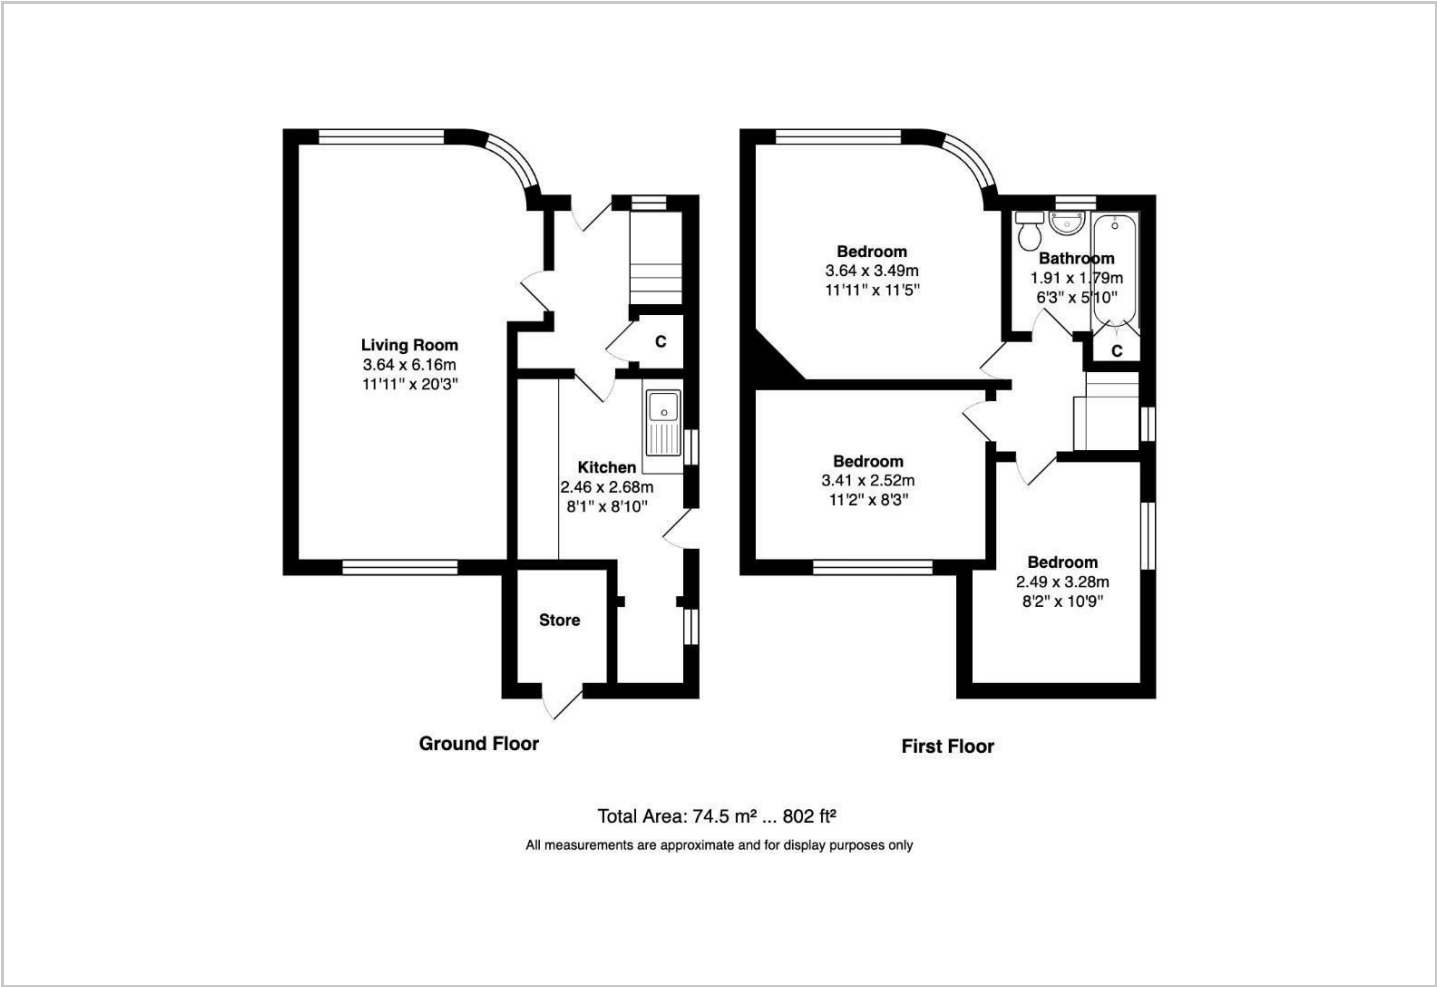 Living Room
3.64 x 6.16m
11'11" x 20'3"
C
Kitchen
2.46 x 2.68m
8'1" x 8'10"
Store
Ground Floor
Bedroom
3.64 x 3.49m
11'11" x 11'5"
Bathroom
1.91 x 1.79m
6'3" x 5'10"
C
Bedroom
3.41 x 2.52m
11'2" x 8'3"
Bedroom
2.49 x 3.28m
8'2" x 10'9"
First Floor
Total Area: 74.5 m² ... 802 ft²
All measurements are approximate and for display purposes only